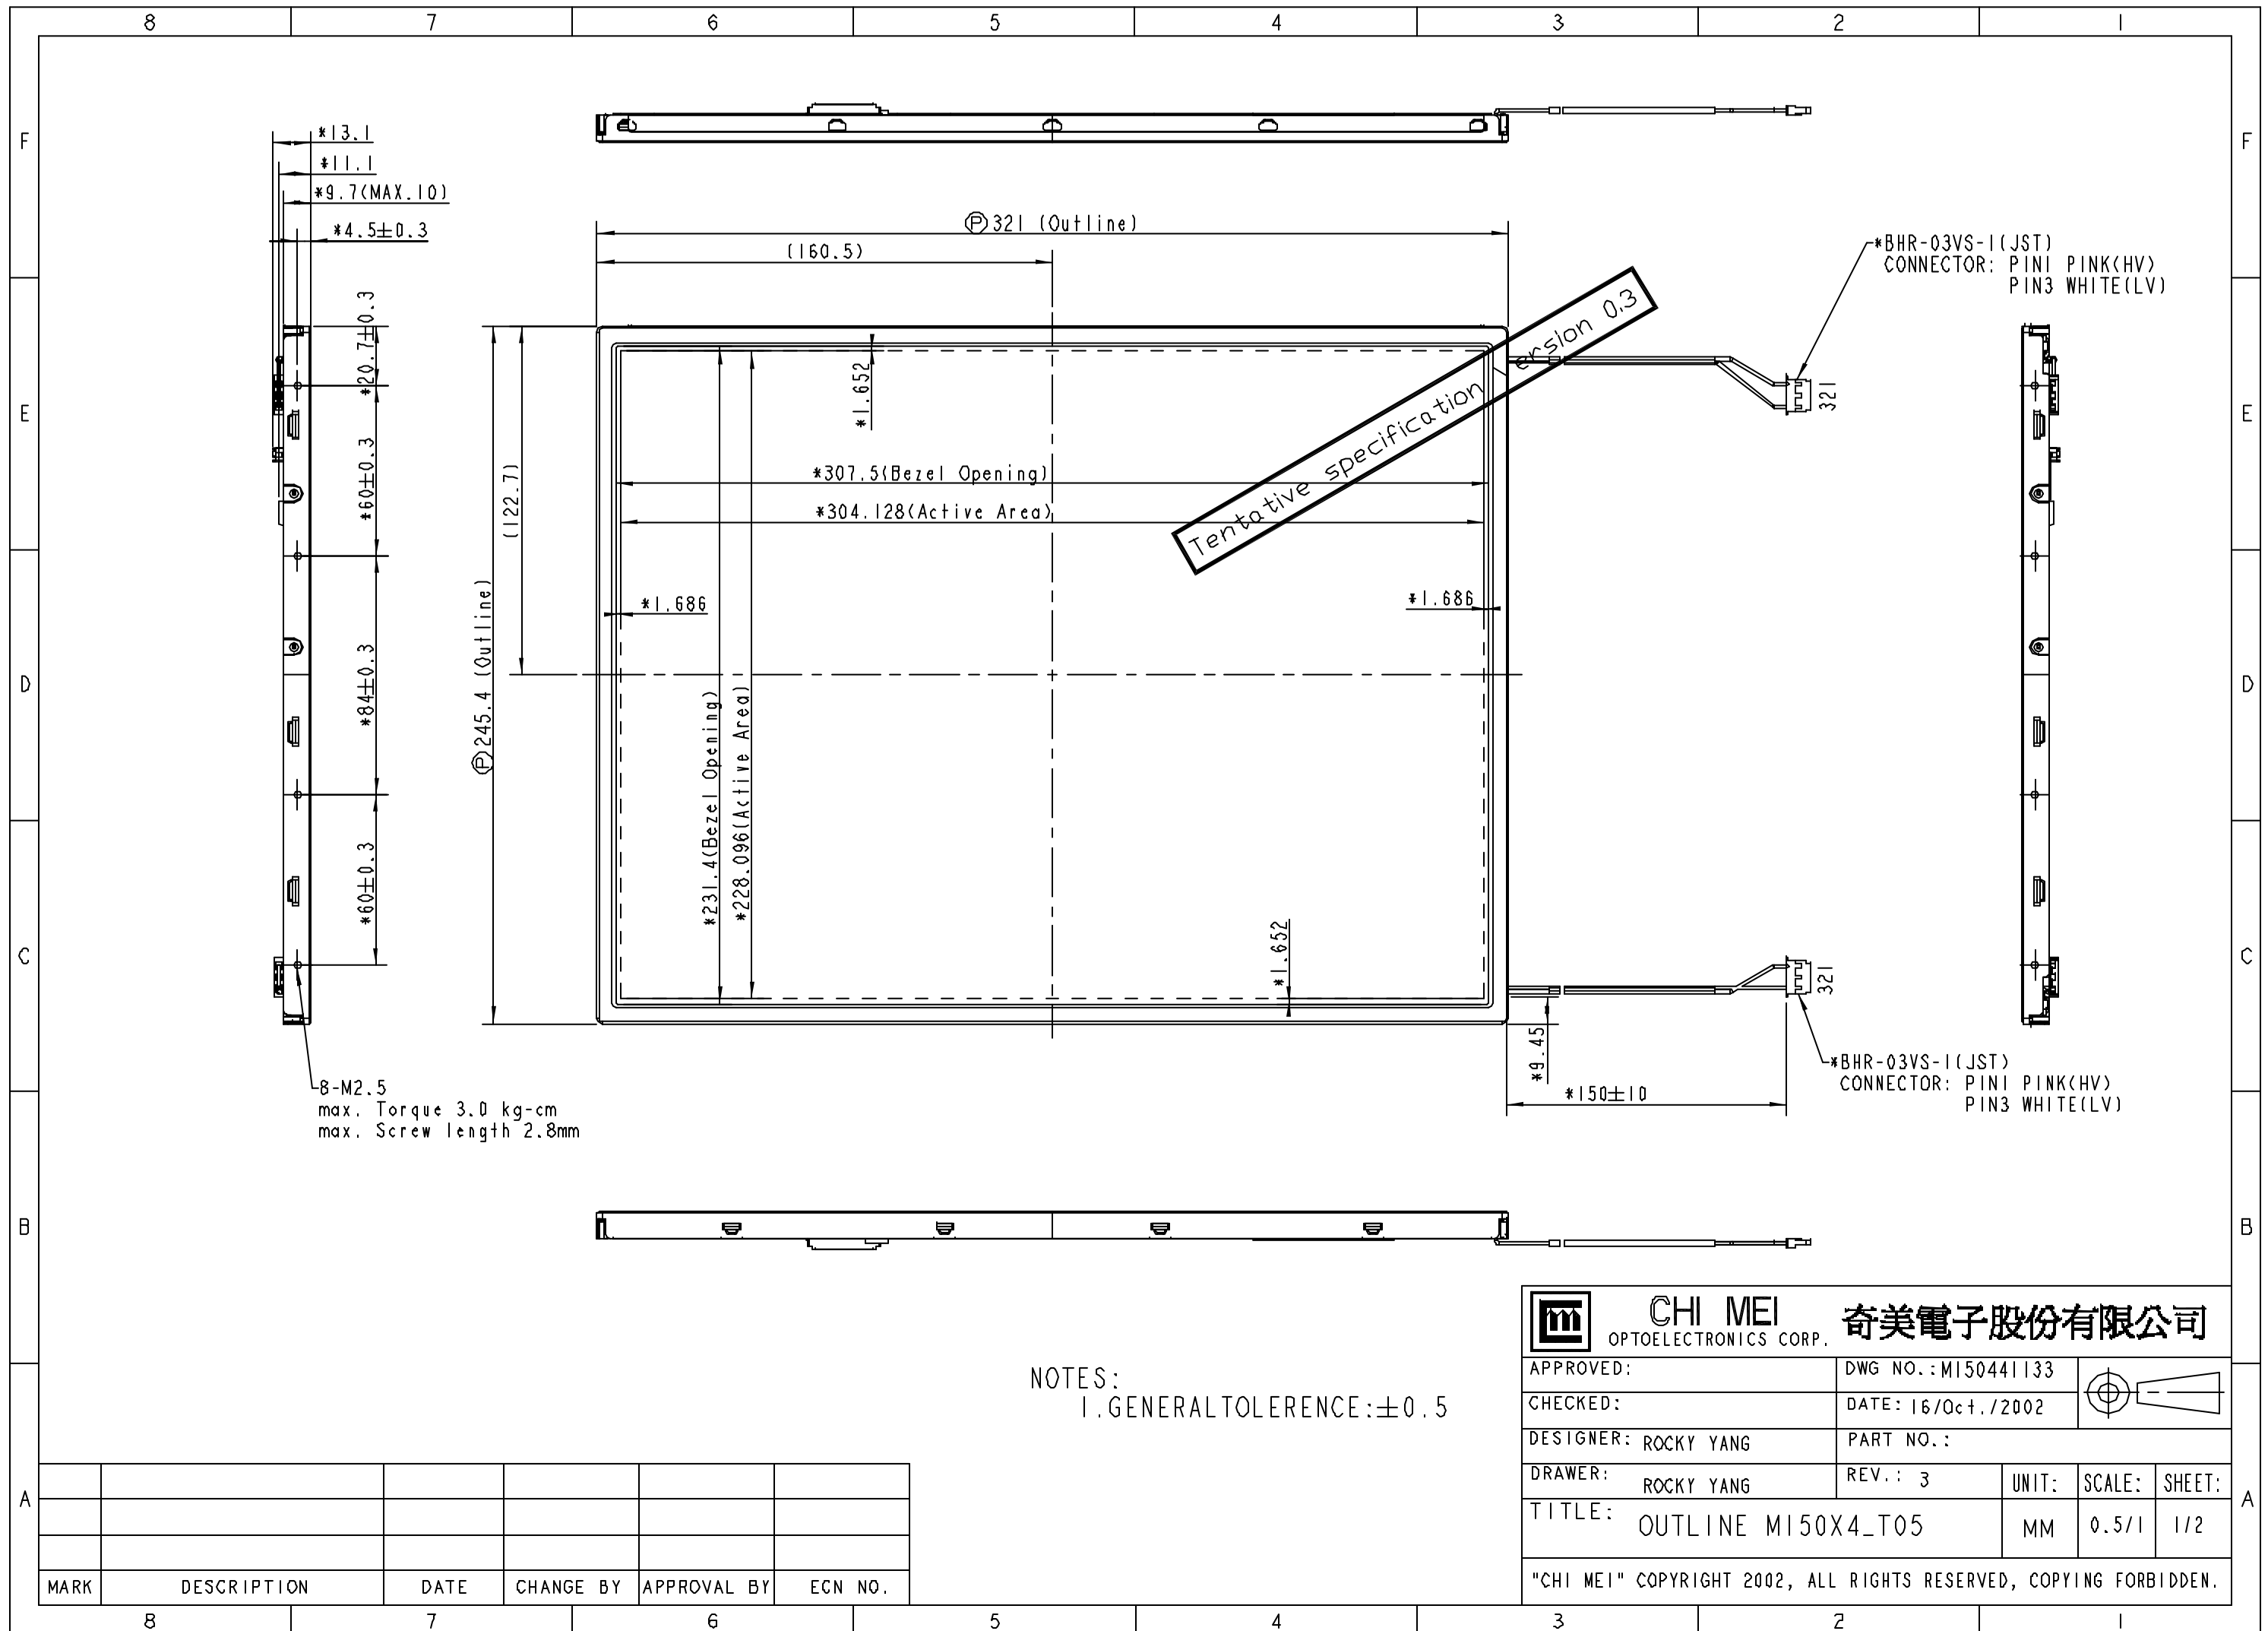 8 7 6 5 4 3 2 1
F F
*13.1
*11.1
*9.7(MAX.10)
*4.5±0.3
Ⓟ321 (Outline)
(160.5)
*BHR-03VS-1(JST)
CONNECTOR: PIN1 PINK(HV)
PIN3 WHITE(LV)
Tentative specification ersion 0.3
*20.7±0.3
*1.652
321
E E
*60±0.3
(122.7)
*307.5(Bezel Opening)
*304.128(Active Area)
*1.686
*1.686
Ⓟ245.4 (Outline)
D D
*84±0.3
*231.4(Bezel Opening)
*228.096(Active Area)
*60±0.3
*1.652
C C
321
*9.45
*150±10
*BHR-03VS-1(JST)
CONNECTOR: PIN1 PINK(HV)
PIN3 WHITE(LV)
8-M2.5
max. Torque 3.0 kg-cm
max. Screw length 2.8mm
B B
NOTES:
1.GENERALTOLERENCE:±0.5
CHI MEI
OPTOELECTRONICS CORP.
奇美電子股份有限公司
APPROVED:
DWG NO.:M150441133
CHECKED:
DATE: 16/Oct./2002
DESIGNER: ROCKY YANG
PART NO.:
DRAWER: ROCKY YANG
REV.: 3
UNIT: SCALE: SHEET:
TITLE: OUTLINE M150X4_T05
MM 0.5/1 1/2
"CHI MEI" COPYRIGHT 2002, ALL RIGHTS RESERVED, COPYING FORBIDDEN.
A A
MARK DESCRIPTION DATE CHANGE BY APPROVAL BY ECN NO.
8 7 6 5 4 3 2 1